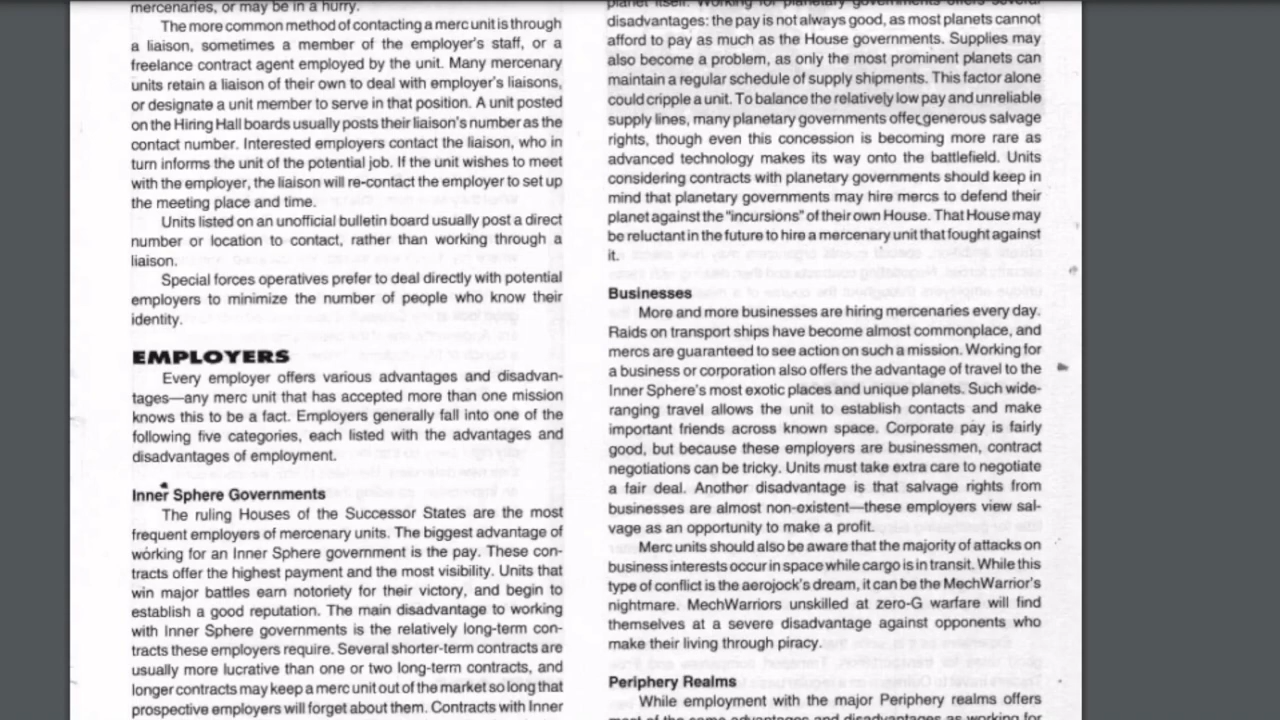 mercenaries, or may be in a hurry.
The more common method of contacting a merc unit is through
a liaison, sometimes a member of the employer's staff, or a
freelance contract agent employed by the unit. Many mercenary
units retain a liaison of their own to deal with employer's liaisons,
or designate a unit member to serve in that position. A unit posted
on the Hiring Hall boards usually posts their liaison's number as the
contact number. Interested employers contact the liaison, who in
turn informs the unit of the potential job. If the unit wishes to meet
with the employer, the liaison will re-contact the employer to set up
the meeting place and time.
Units listed on an unofficial bulletin board usually post a direct
number or location to contact, rather than working through a
liaison.
Special forces operatives prefer to deal directly with potential
employers to minimize the number of people who know their
identity.
EMPLOYERS
Every employer offers various advantages and disadvan-
tages—any merc unit that has accepted more than one mission
knows this to be a fact. Employers generally fall into one of the
following five categories, each listed with the advantages and
disadvantages of employment.
Inner Sphere Governments
The ruling Houses of the Successor States are the most
frequent employers of mercenary units. The biggest advantage of
working for an Inner Sphere government is the pay. These con-
tracts offer the highest payment and the most visibility. Units that
win major battles earn notoriety for their victory, and begin to
establish a good reputation. The main disadvantage to working
with Inner Sphere governments is the relatively long-term con-
tracts these employers require. Several shorter-term contracts are
usually more lucrative than one or two long-term contracts, and
longer contracts may keep a merc unit out of the market so long that
prospective employers will forget about them. Contracts with Inner
planet itself. Working for planetary governments offers several
disadvantages: the pay is not always good, as most planets cannot
afford to pay as much as the House governments. Supplies may
also become a problem, as only the most prominent planets can
maintain a regular schedule of supply shipments. This factor alone
could cripple a unit. To balance the relatively low pay and unreliable
supply lines, many planetary governments offer generous salvage
rights, though even this concession is becoming more rare as
advanced technology makes its way onto the battlefield. Units
considering contracts with planetary governments should keep in
mind that planetary governments may hire mercs to defend their
planet against the "incursions" of their own House. That House may
be reluctant in the future to hire a mercenary unit that fought against
it.
Businesses
More and more businesses are hiring mercenaries every day.
Raids on transport ships have become almost commonplace, and
mercs are guaranteed to see action on such a mission. Working for
a business or corporation also offers the advantage of travel to the
Inner Sphere's most exotic places and unique planets. Such wide-
ranging travel allows the unit to establish contacts and make
important friends across known space. Corporate pay is fairly
good, but because these employers are businessmen, contract
negotiations can be tricky. Units must take extra care to negotiate
a fair deal. Another disadvantage is that salvage rights from
businesses are almost non-existent—these employers view sal-
vage as an opportunity to make a profit.
Merc units should also be aware that the majority of attacks on
business interests occur in space while cargo is in transit. While this
type of conflict is the aerojock's dream, it can be the MechWarrior's
nightmare. MechWarriors unskilled at zero-G warfare will find
themselves at a severe disadvantage against opponents who
make their living through piracy.
Periphery Realms
While employment with the major Periphery realms offers
most of the same advantages and disadvantages as working for